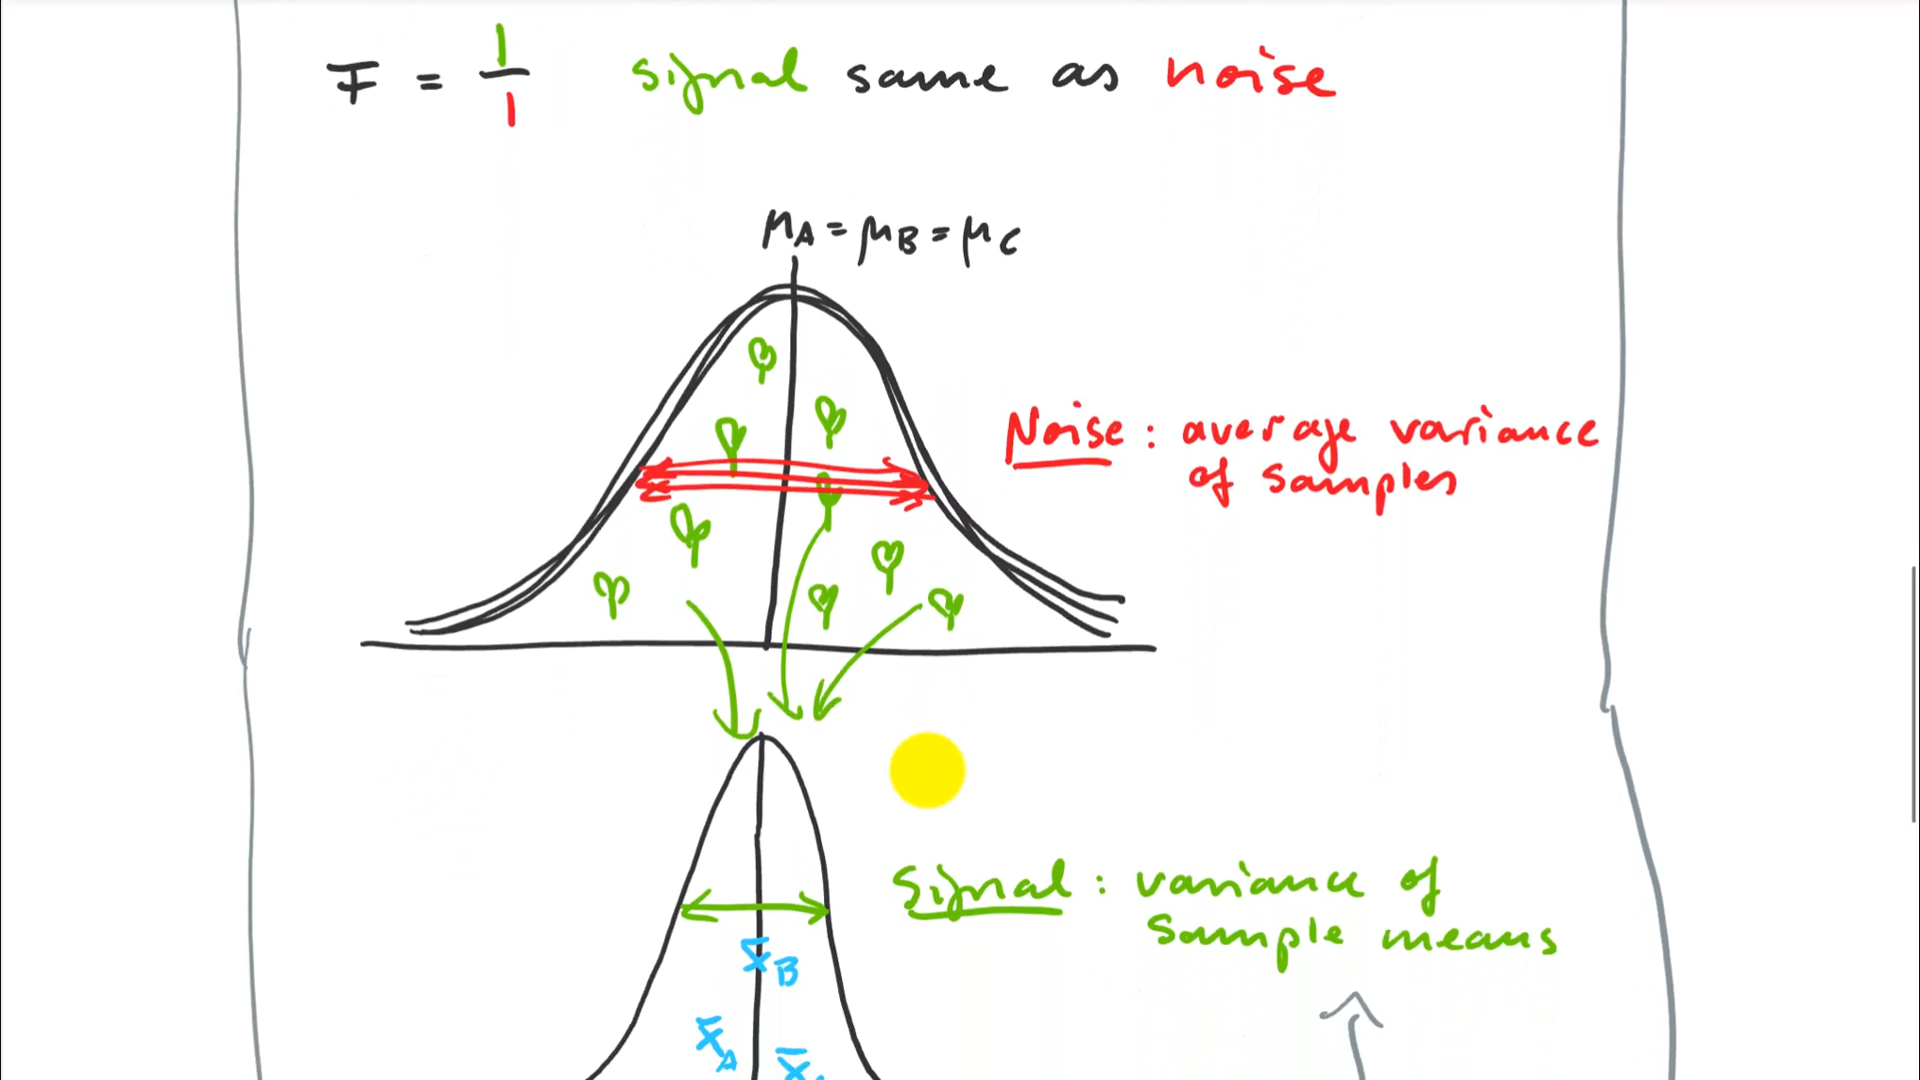 F = 1/1 signal same as noise
μA = μB = μC
Noise: average variance
of samples
Signal: variance of
sample means
x̄B
x̄A
x̄